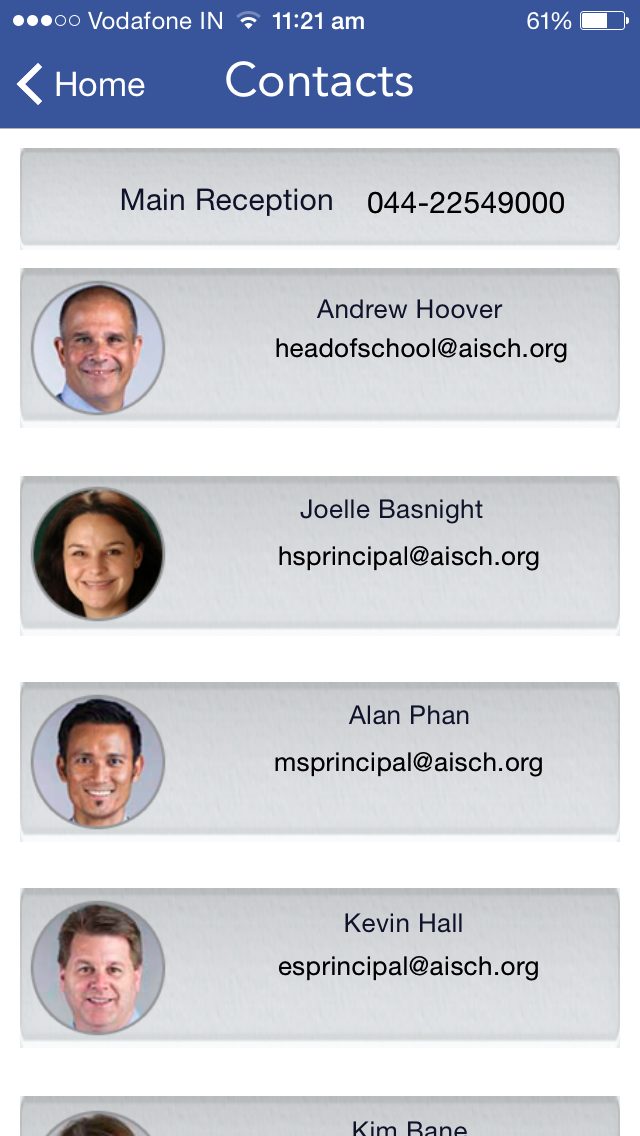 Vodafone IN 11:21 am 61%
Home Contacts
Main Reception 044-22549000
Andrew Hoover
headofschool@aisch.org
Joelle Basnight
hsprincipal@aisch.org
Alan Phan
msprincipal@aisch.org
Kevin Hall
esprincipal@aisch.org
Kim Bane